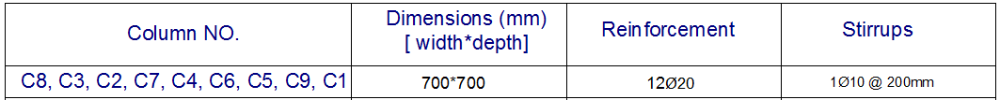 Column NO.
Dimensions (mm)
[ width*depth]
Reinforcement
Stirrups
C8, C3, C2, C7, C4, C6, C5, C9, C1
700*700
12Ø20
1Ø10 @ 200mm